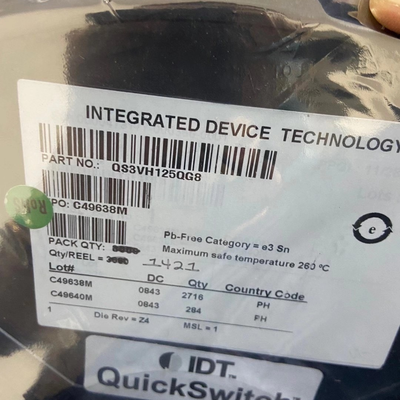 INTEGRATED DEVICE TECHNOLOGY
PART NO.: QS3VH125QG8
PO: C49638M
RoHS
Pb-Free Category = e3 Sn
Maximum safe temperature 260 ºC
e
PACK QTY:
Qty/REEL = 1421
Lot# DC Qty Country Code
C49638M 0843 2716 PH
C49640M 0843 284 PH
1 Die Rev = Z4 MSL = 1
IDT™
QuickSwitch